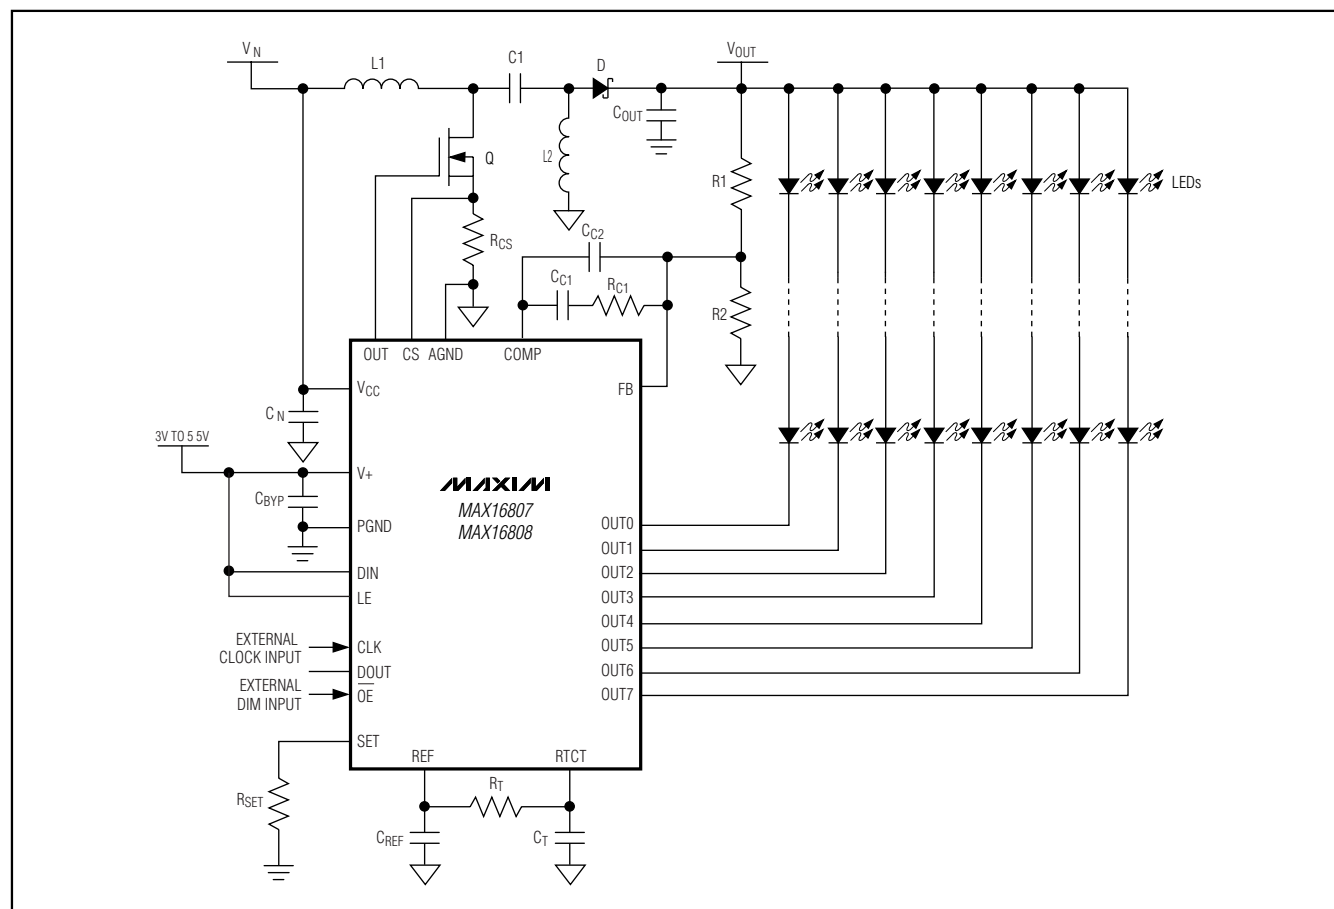 V N
L1
C1
D
VOUT
COUT
Q
L2
R1
LEDs
RCS
CC2
CC1
RC1
R2
OUT
CS
AGND
COMP
VCC
FB
C N
3V TO 5 5V
V+
CBYP
MAXIM
MAX16807
MAX16808
PGND
OUT0
OUT1
DIN
OUT2
LE
OUT3
OUT4
EXTERNAL
CLOCK INPUT
CLK
OUT5
DOUT
OUT6
EXTERNAL
DIM INPUT
OE
OUT7
SET
REF
RTCT
RSET
RT
CREF
CT